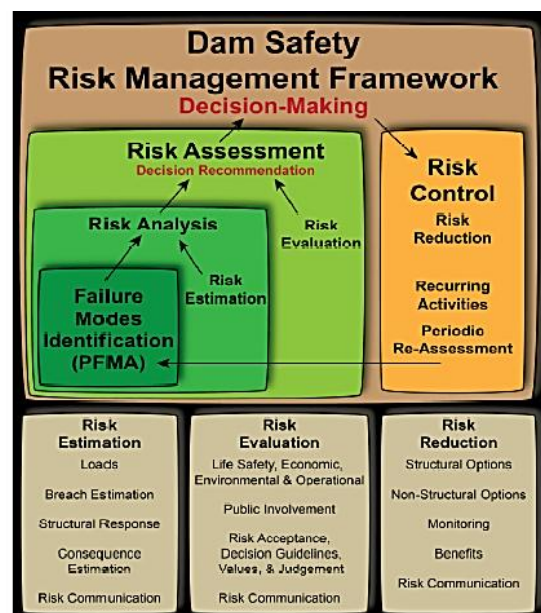 Dam Safety
Risk Management Framework
Decision-Making
Risk Assessment
Decision Recommendation
Risk Analysis
Risk
Evaluation
Risk
Estimation
Failure
Modes
Identification
(PFMA)
Risk
Control
Risk
Reduction
Recurring
Activities
Periodic
Re-Assessment
Risk
Estimation
Loads
Breach Estimation
Structural Response
Consequence
Estimation
Risk Communication
Risk
Evaluation
Life Safety, Economic,
Environmental & Operational
Public Involvement
Risk Acceptance,
Decision Guidelines,
Values, & Judgement
Risk Communication
Risk
Reduction
Structural Options
Non-Structural Options
Monitoring
Benefits
Risk Communication